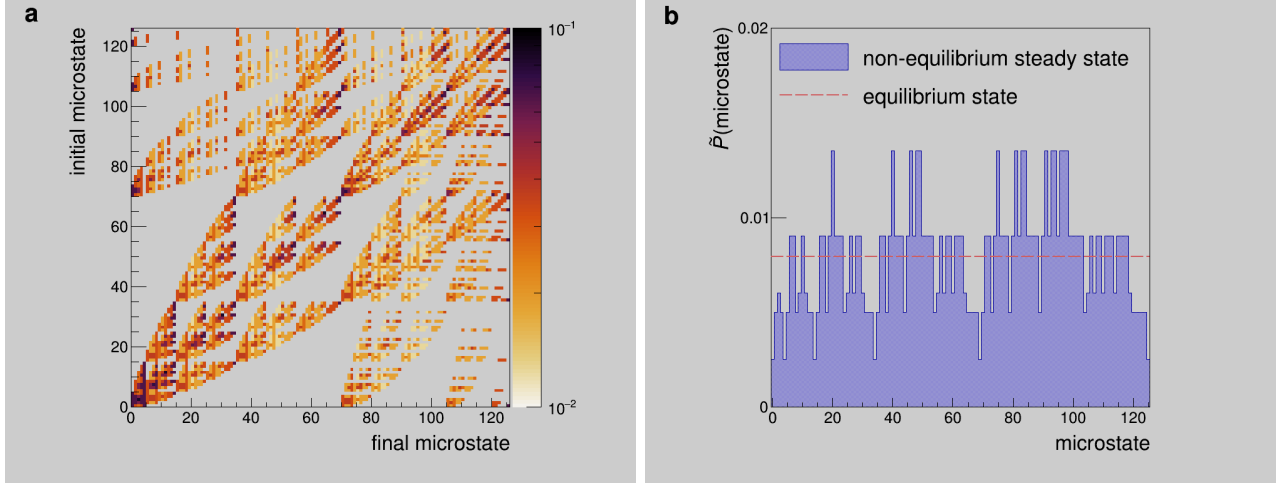 a
initial microstate
120
100
80
60
40
20
0
0 20 40 60 80 100 120
final microstate
10⁻¹
10⁻²
b
P̃(microstate)
0.02
0.01
0
non-equilibrium steady state
equilibrium state
0 20 40 60 80 100 120
microstate